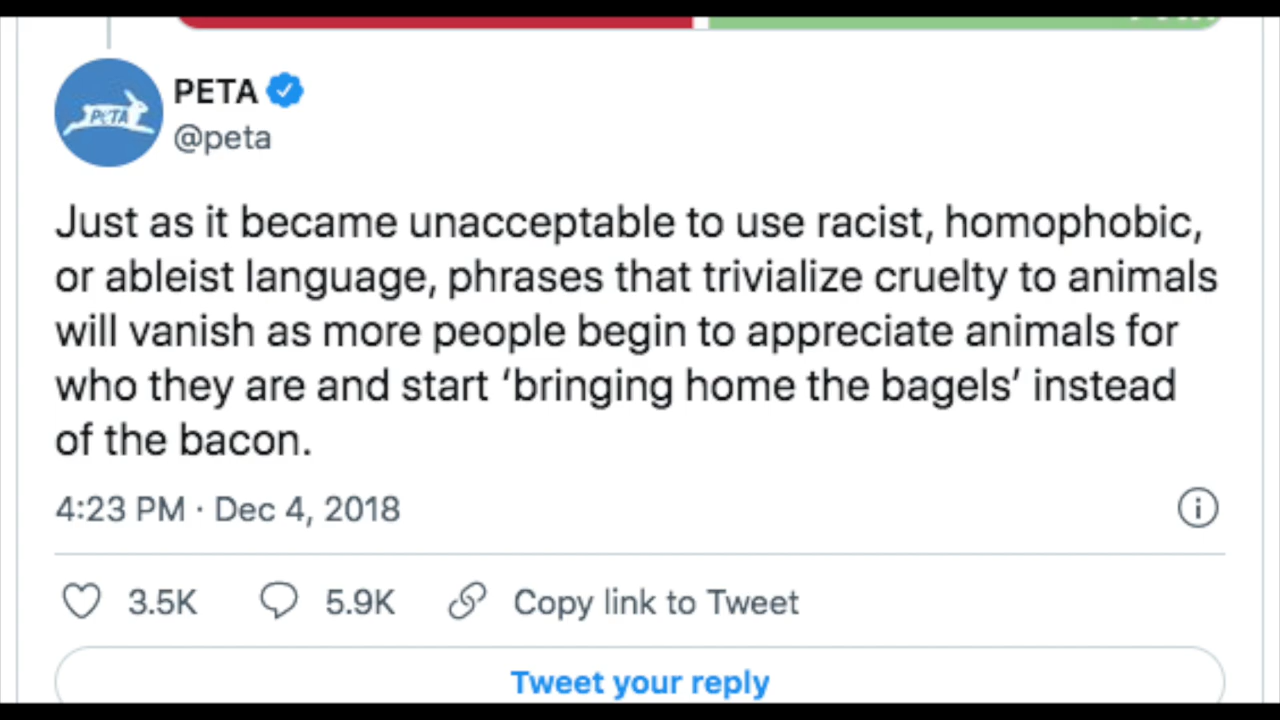 PETA
@peta
PETA
Just as it became unacceptable to use racist, homophobic,
or ableist language, phrases that trivialize cruelty to animals
will vanish as more people begin to appreciate animals for
who they are and start ‘bringing home the bagels’ instead
of the bacon.
4:23 PM · Dec 4, 2018
3.5K 5.9K Copy link to Tweet
Tweet your reply